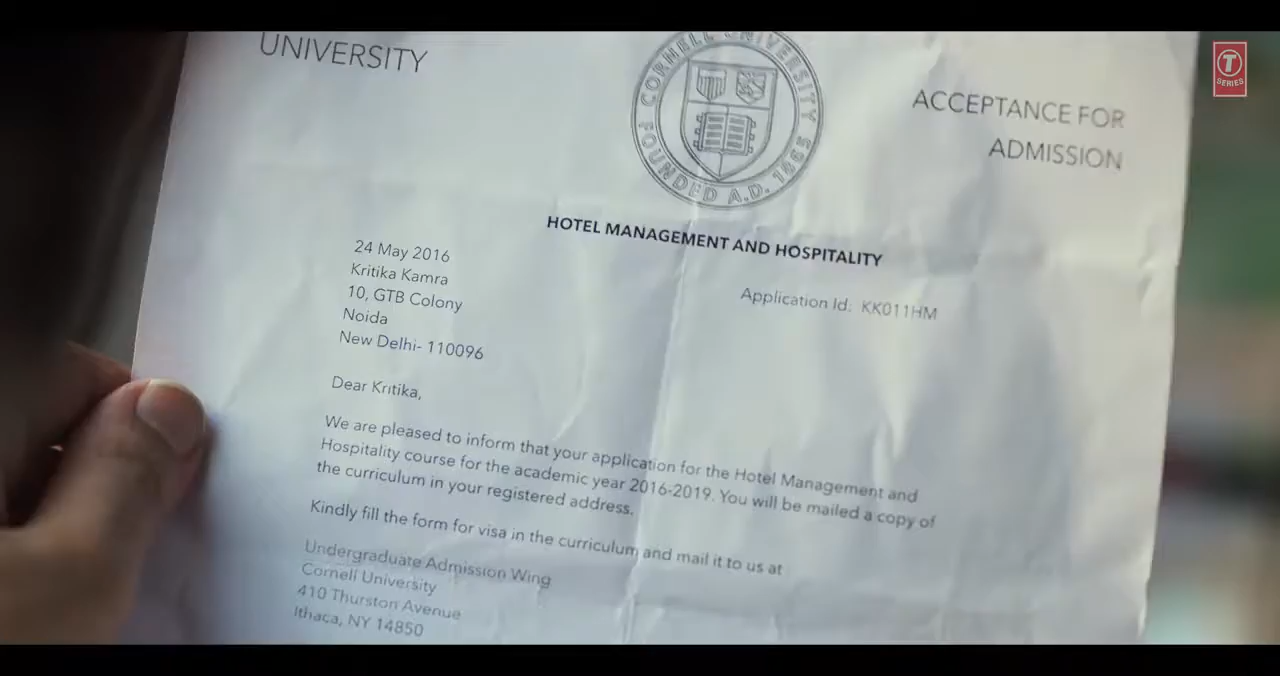 UNIVERSITY
CORNELL UNIVERSITY
FOUNDED A.D. 1865
T
SERIES
ACCEPTANCE FOR
ADMISSION
HOTEL MANAGEMENT AND HOSPITALITY
24 May 2016
Kritika Kamra
10, GTB Colony
Noida
New Delhi- 110096
Application Id: KK011HM
Dear Kritika,
We are pleased to inform that your application for the Hotel Management and
Hospitality course for the academic year 2016-2019. You will be mailed a copy of
the curriculum in your registered address.
Kindly fill the form for visa in the curriculum and mail it to us at
Undergraduate Admission Wing
Cornell University
410 Thurston Avenue
Ithaca, NY 14850